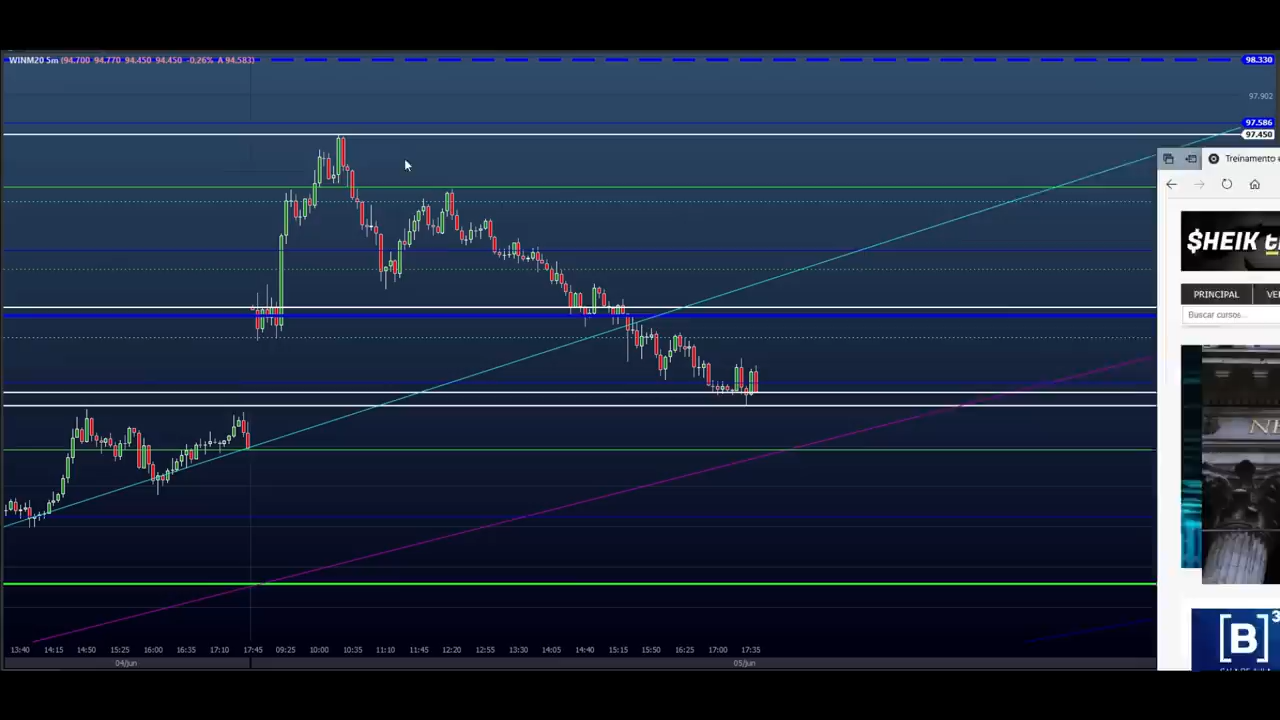 WINM20 5m (94.700 94.770 94.450 94.450 -0,26% A 94.583)
98.330
97.902
97.586
97.450
Treinamento e
$HEIK
PRINCIPAL
Buscar cursos...
[B]³
13:40 14:15 14:50 15:25 16:00 16:35 17:10 17:45 09:25 10:00 10:35 11:10 11:45 12:20 12:55 13:30 14:05 14:40 15:15 15:50 16:25 17:00 17:35
04/jun 05/jun